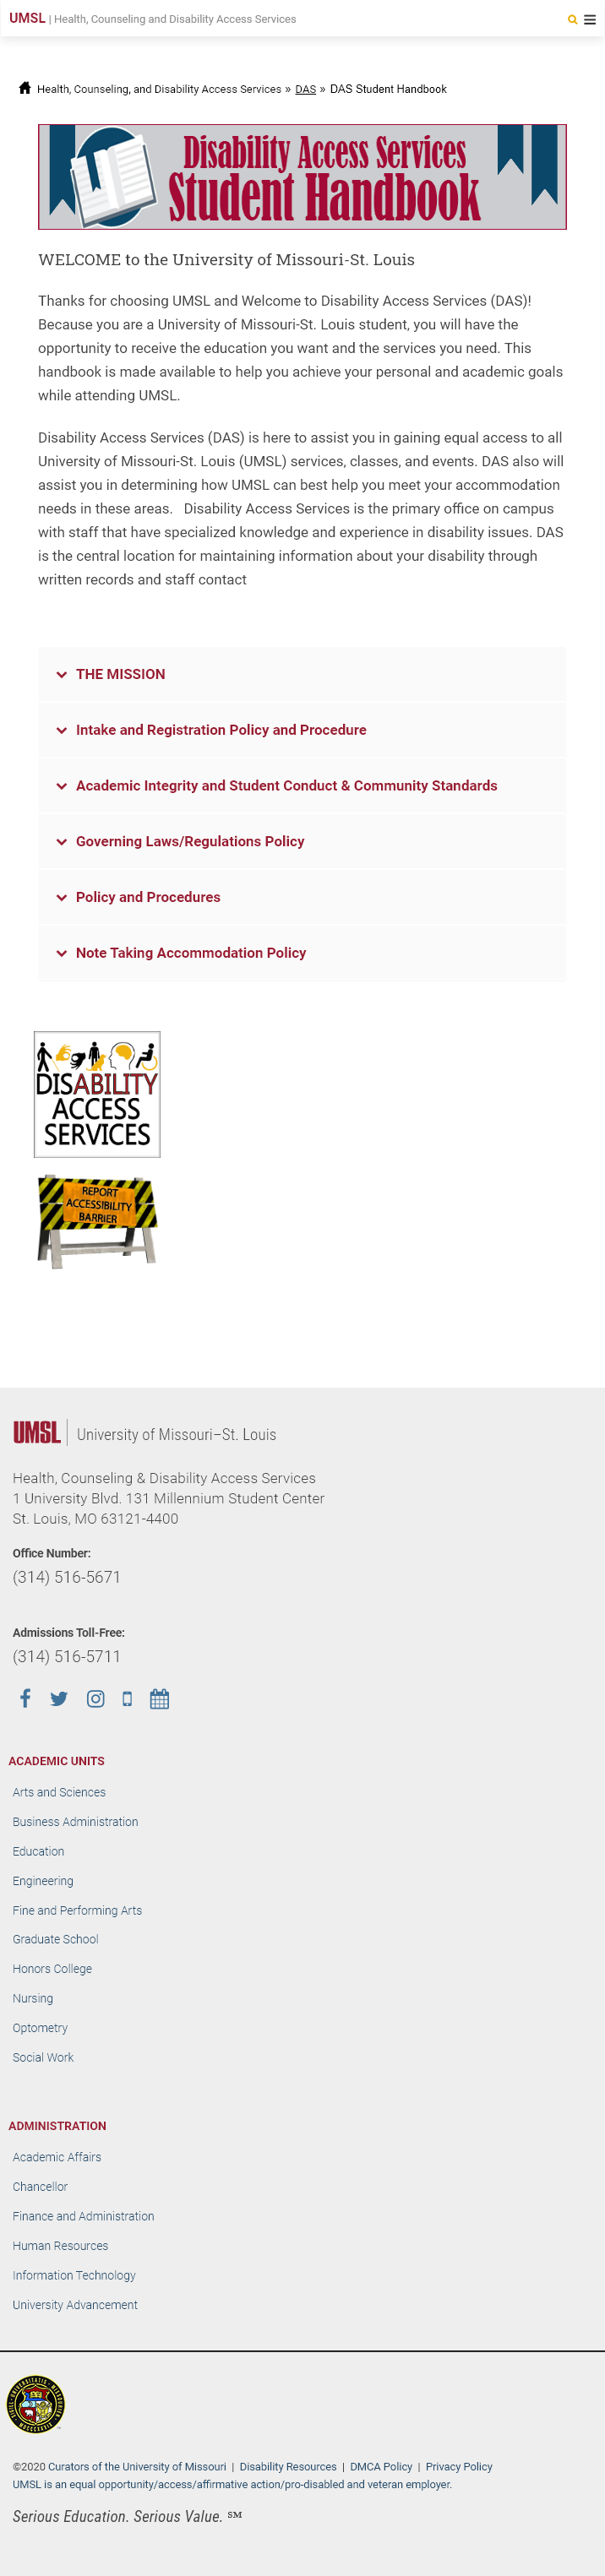 UMSL | Health, Counseling and Disability Access Services
Health, Counseling, and Disability Access Services » DAS » DAS Student Handbook
Disability Access Services
Student Handbook
WELCOME to the University of Missouri-St. Louis
Thanks for choosing UMSL and Welcome to Disability Access Services (DAS)!
Because you are a University of Missouri-St. Louis student, you will have the
opportunity to receive the education you want and the services you need. This
handbook is made available to help you achieve your personal and academic goals
while attending UMSL.
Disability Access Services (DAS) is here to assist you in gaining equal access to all
University of Missouri-St. Louis (UMSL) services, classes, and events. DAS also will
assist you in determining how UMSL can best help you meet your accommodation
needs in these areas.   Disability Access Services is the primary office on campus
with staff that have specialized knowledge and experience in disability issues. DAS
is the central location for maintaining information about your disability through
written records and staff contact
THE MISSION
Intake and Registration Policy and Procedure
Academic Integrity and Student Conduct & Community Standards
Governing Laws/Regulations Policy
Policy and Procedures
Note Taking Accommodation Policy
DISABILITY
ACCESS
SERVICES
REPORT
ACCESSIBILITY
BARRIER
UMSL | University of Missouri–St. Louis
Health, Counseling & Disability Access Services
1 University Blvd. 131 Millennium Student Center
St. Louis, MO 63121-4400
Office Number:
(314) 516-5671
Admissions Toll-Free:
(314) 516-5711
ACADEMIC UNITS
Arts and Sciences
Business Administration
Education
Engineering
Fine and Performing Arts
Graduate School
Honors College
Nursing
Optometry
Social Work
ADMINISTRATION
Academic Affairs
Chancellor
Finance and Administration
Human Resources
Information Technology
University Advancement
©2020 Curators of the University of Missouri | Disability Resources | DMCA Policy | Privacy Policy
UMSL is an equal opportunity/access/affirmative action/pro-disabled and veteran employer.
Serious Education. Serious Value. ℠